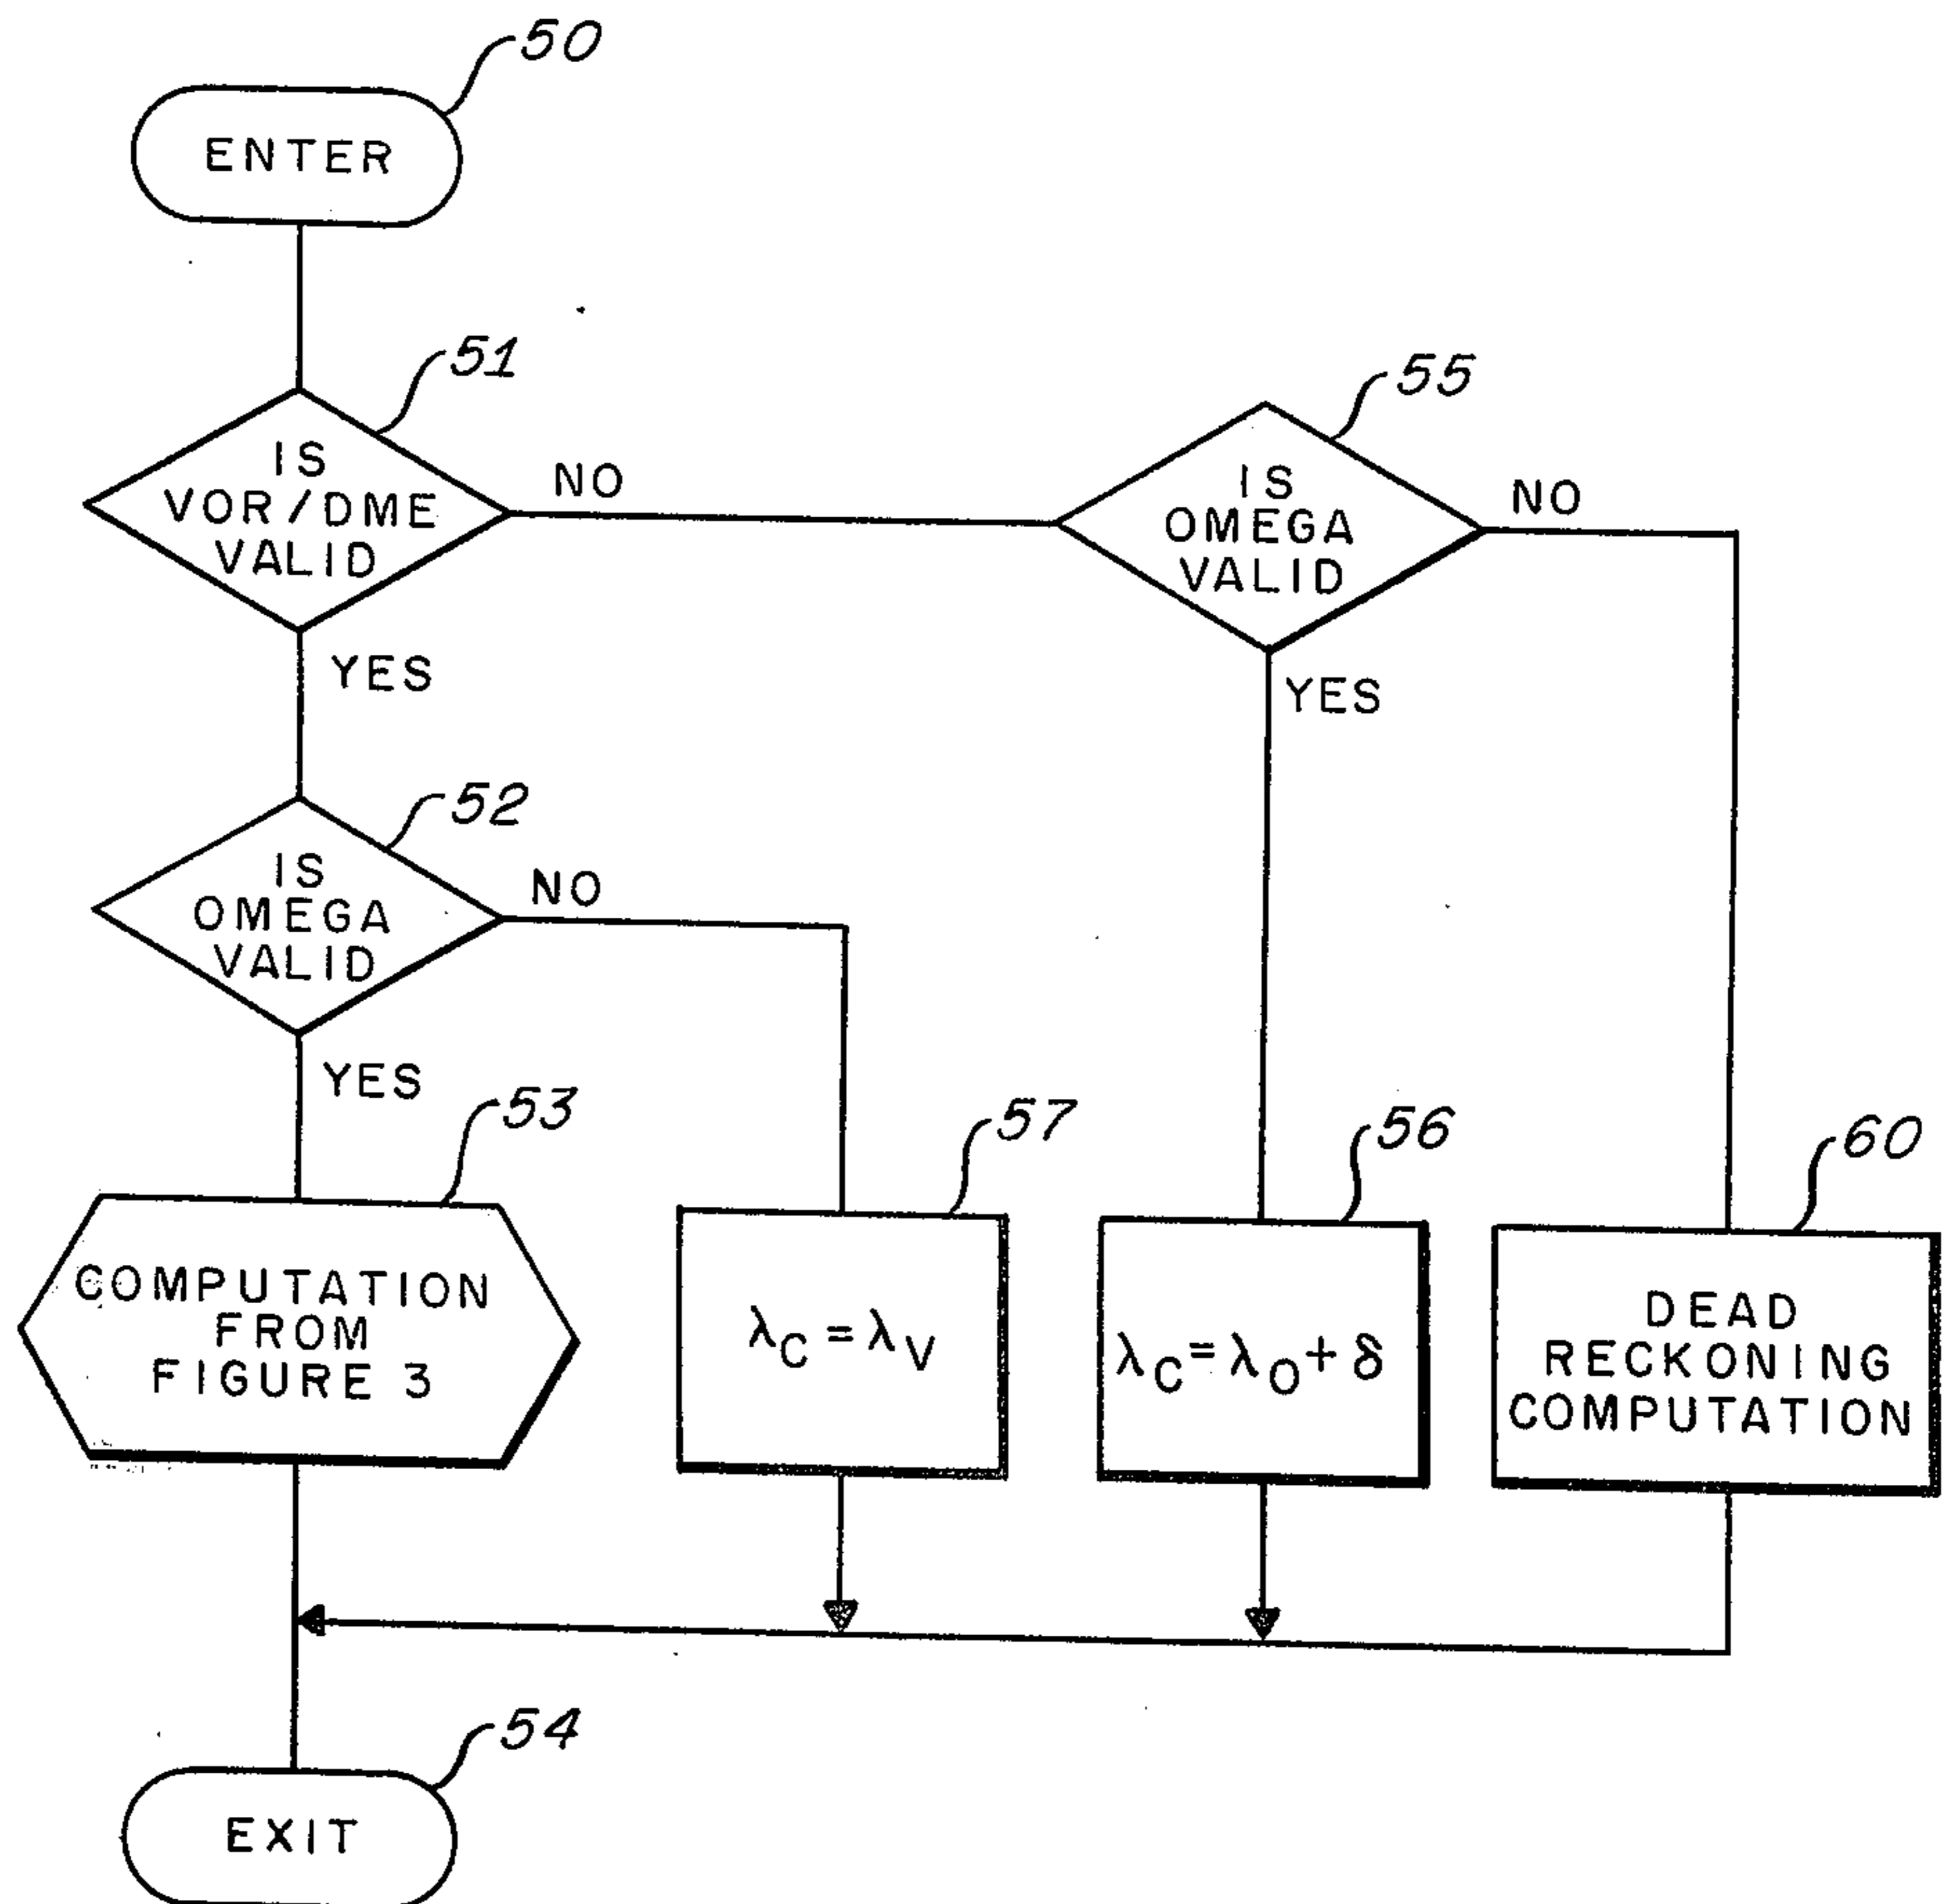 50
ENTER
51
IS
VOR/DME
VALID
NO
55
IS
OMEGA
VALID
NO
YES
YES
52
IS
OMEGA
VALID
NO
YES
53
COMPUTATION
FROM
FIGURE 3
57
λC = λV
56
λC = λO + δ
60
DEAD
RECKONING
COMPUTATION
54
EXIT